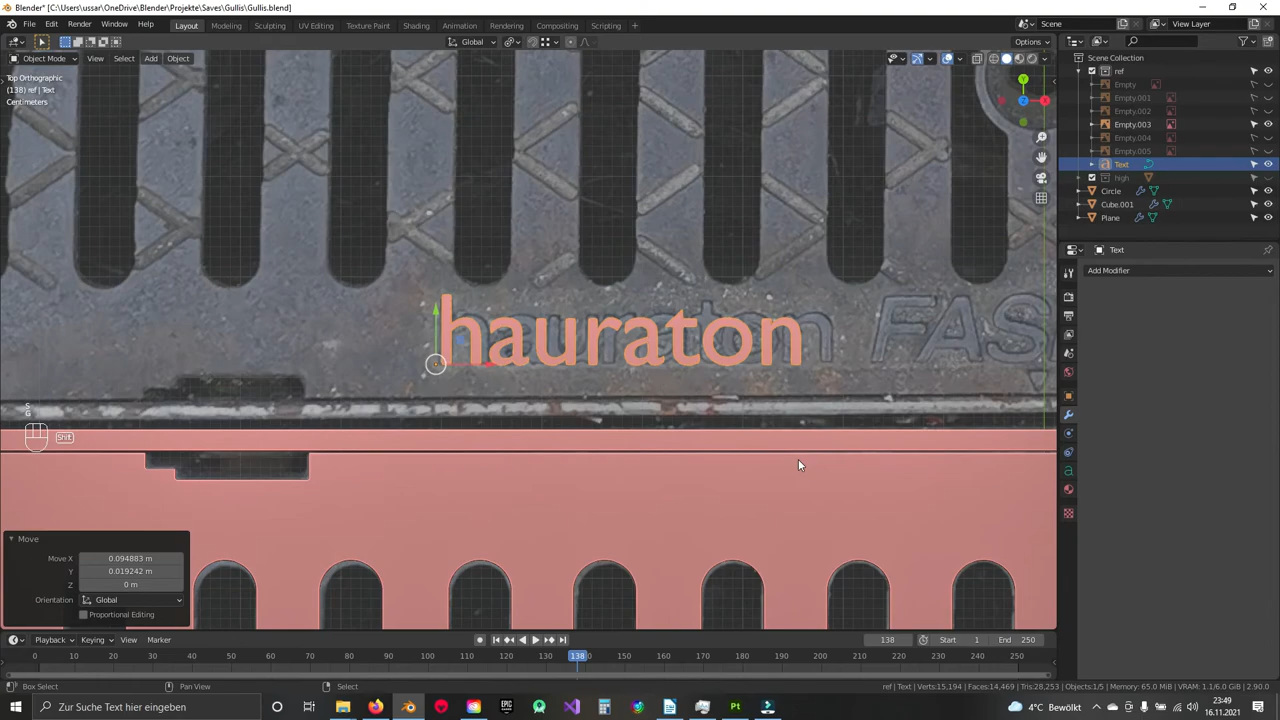 Blender* [C:\Users\ussar\OneDrive\Blender\Projekte\Saves\Gullis\Gullis.blend]
File Edit Render Window Help Layout Modeling Sculpting UV Editing Texture Paint Shading Animation Rendering Compositing Scripting + Scene View Layer
Global Options
Object Mode View Select Add Object
Top Orthographic
(138) ref | Text
Centimeters
Y
Z
X
Scene Collection
ref
Empty
Empty.001
Empty.002
Empty.003
Empty.004
Empty.005
Text
high
Circle
Cube.001
Plane
Text
Add Modifier
hauraton
FAS
S
G
Shift
Move
Move X 0.094883 m
Y 0.019242 m
Z 0 m
Orientation Global
Proportional Editing
Playback Keying View Marker 138 Start 1 End 250
0 10 20 30 40 50 60 70 80 90 100 110 120 130 138 150 160 170 180 190 200 210 220 230 240 250
Box Select Pan View Select ref | Text | Verts:15,194 | Faces:14,469 | Tris:28,253 | Objects:1/5 | Memory: 65.0 MiB | VRAM: 1.1/6.0 GiB | 2.90.0
Zur Suche Text hier eingeben
Pt
4°C Bewölkt
23:49
16.11.2021